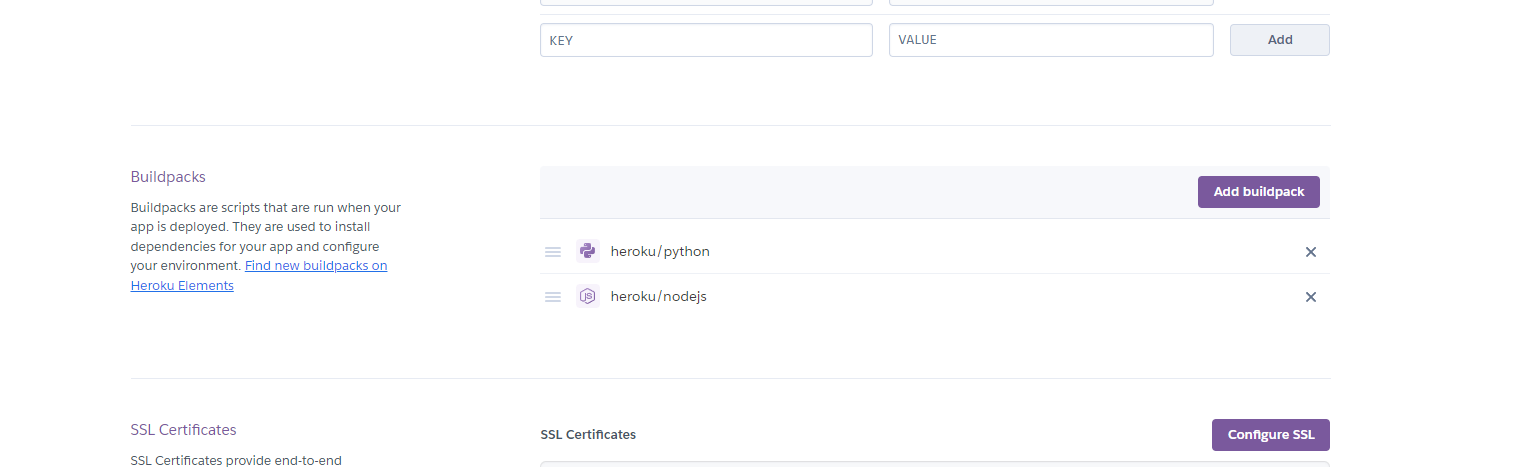 KEY
VALUE
Add
Buildpacks
Buildpacks are scripts that are run when your
app is deployed. They are used to install
dependencies for your app and configure
your environment. Find new buildpacks on
Heroku Elements
Add buildpack
heroku/python
JS
heroku/nodejs
SSL Certificates
SSL Certificates provide end-to-end
SSL Certificates
Configure SSL